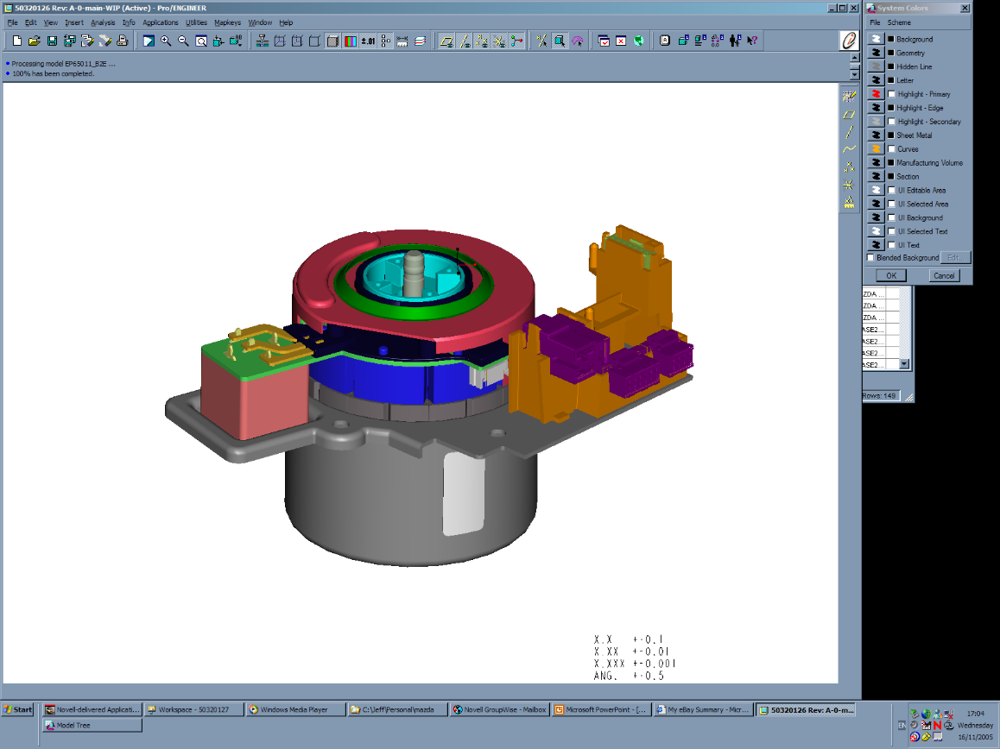 50320126 Rev: A-0-main-WIP (Active) - Pro/ENGINEER
File Edit View Insert Analysis Info Applications Utilities Mapkeys Window Help
Processing model EP65011_B2E ...
100% has been completed.
System Colors
File Scheme
Background
Geometry
Hidden Line
Letter
Highlight - Primary
Highlight - Edge
Highlight - Secondary
Sheet Metal
Curves
Manufacturing Volume
Section
UI Editable Area
UI Selected Area
UI Background
UI Selected Text
UI Text
Blended Background Edit...
OK Cancel
ZDA ...
ZDA ...
ZDA ...
ASE2...
ASE2...
ASE2...
ASE2...
Rows: 149
X.X +-0.1
X.XX +-0.01
X.XXX +-0.001
ANG. +-0.5
Start Novell-delivered Applicati... Workspace - 50320127 Windows Media Player C:\Jeff\Personal\mazda Novell GroupWise - Mailbox Microsoft PowerPoint - [... My eBay Summary - Micr... 50320126 Rev: A-0-m...
Model Tree
EN
17:04
Wednesday
16/11/2005